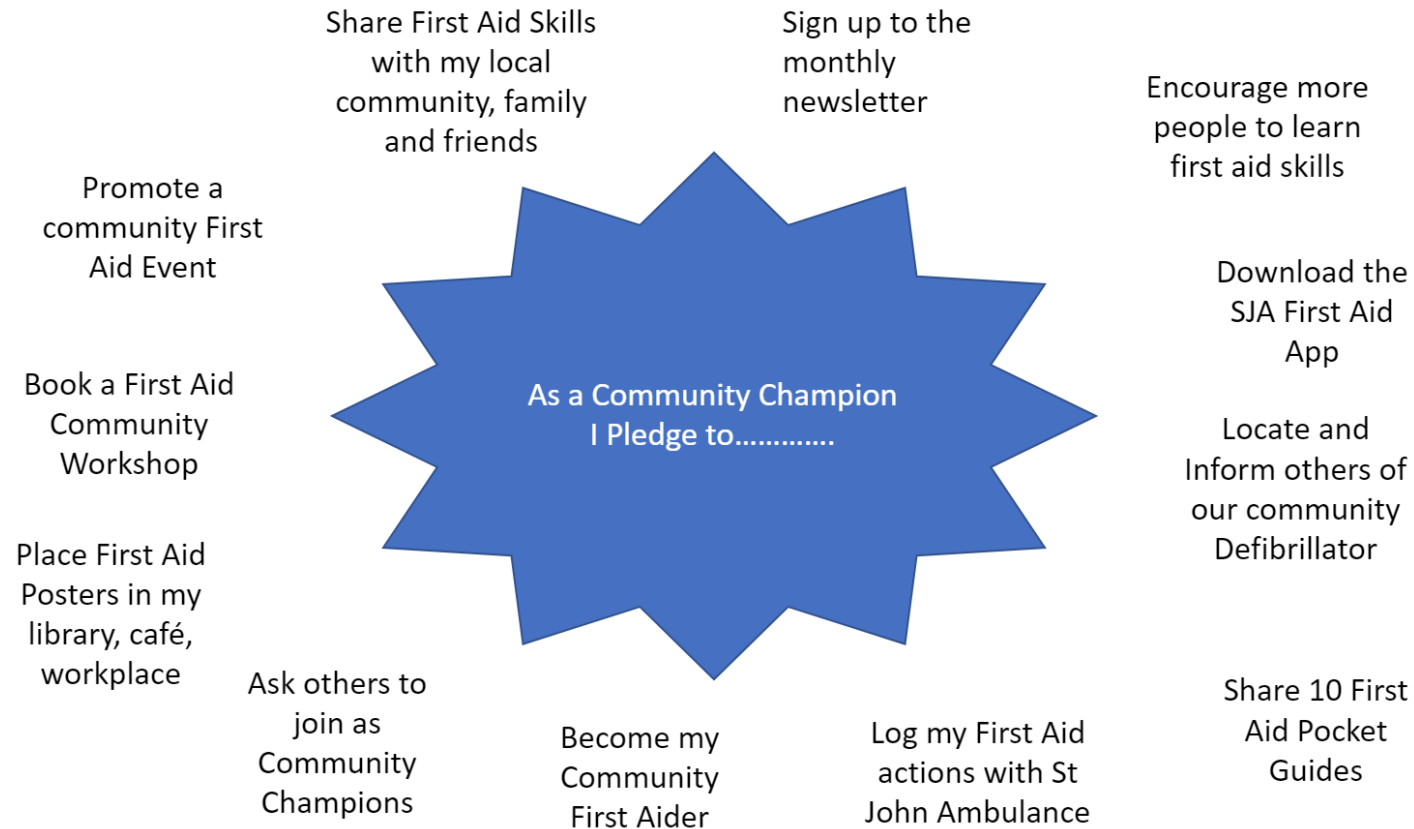 Share First Aid Skills
with my local
community, family
and friends
Sign up to the
monthly
newsletter
Encourage more
people to learn
first aid skills
Promote a
community First
Aid Event
Download the
SJA First Aid
App
Book a First Aid
Community
Workshop
As a Community Champion
I Pledge to.............
Locate and
Inform others of
our community
Defibrillator
Place First Aid
Posters in my
library, café,
workplace
Ask others to
join as
Community
Champions
Become my
Community
First Aider
Log my First Aid
actions with St
John Ambulance
Share 10 First
Aid Pocket
Guides